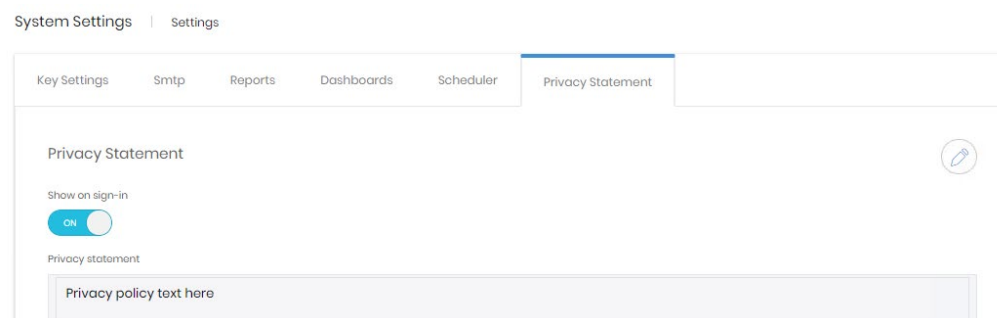 System Settings | Settings
Key Settings Smtp Reports Dashboards Scheduler Privacy Statement
Privacy Statement
Show on sign-in
ON
Privacy statement
Privacy policy text here